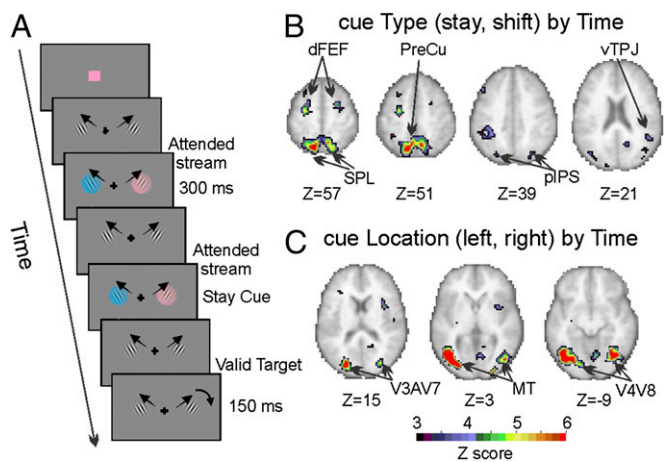 A
Time
Attended
stream
300 ms
Attended
stream
Stay Cue
Valid Target
150 ms
B
cue Type (stay, shift) by Time
dFEF
PreCu
vTPJ
SPL
pIPS
Z=57
Z=51
Z=39
Z=21
C
cue Location (left, right) by Time
V3AV7
MT
V4V8
Z=15
Z=3
Z=-9
3 4 5 6
Z score